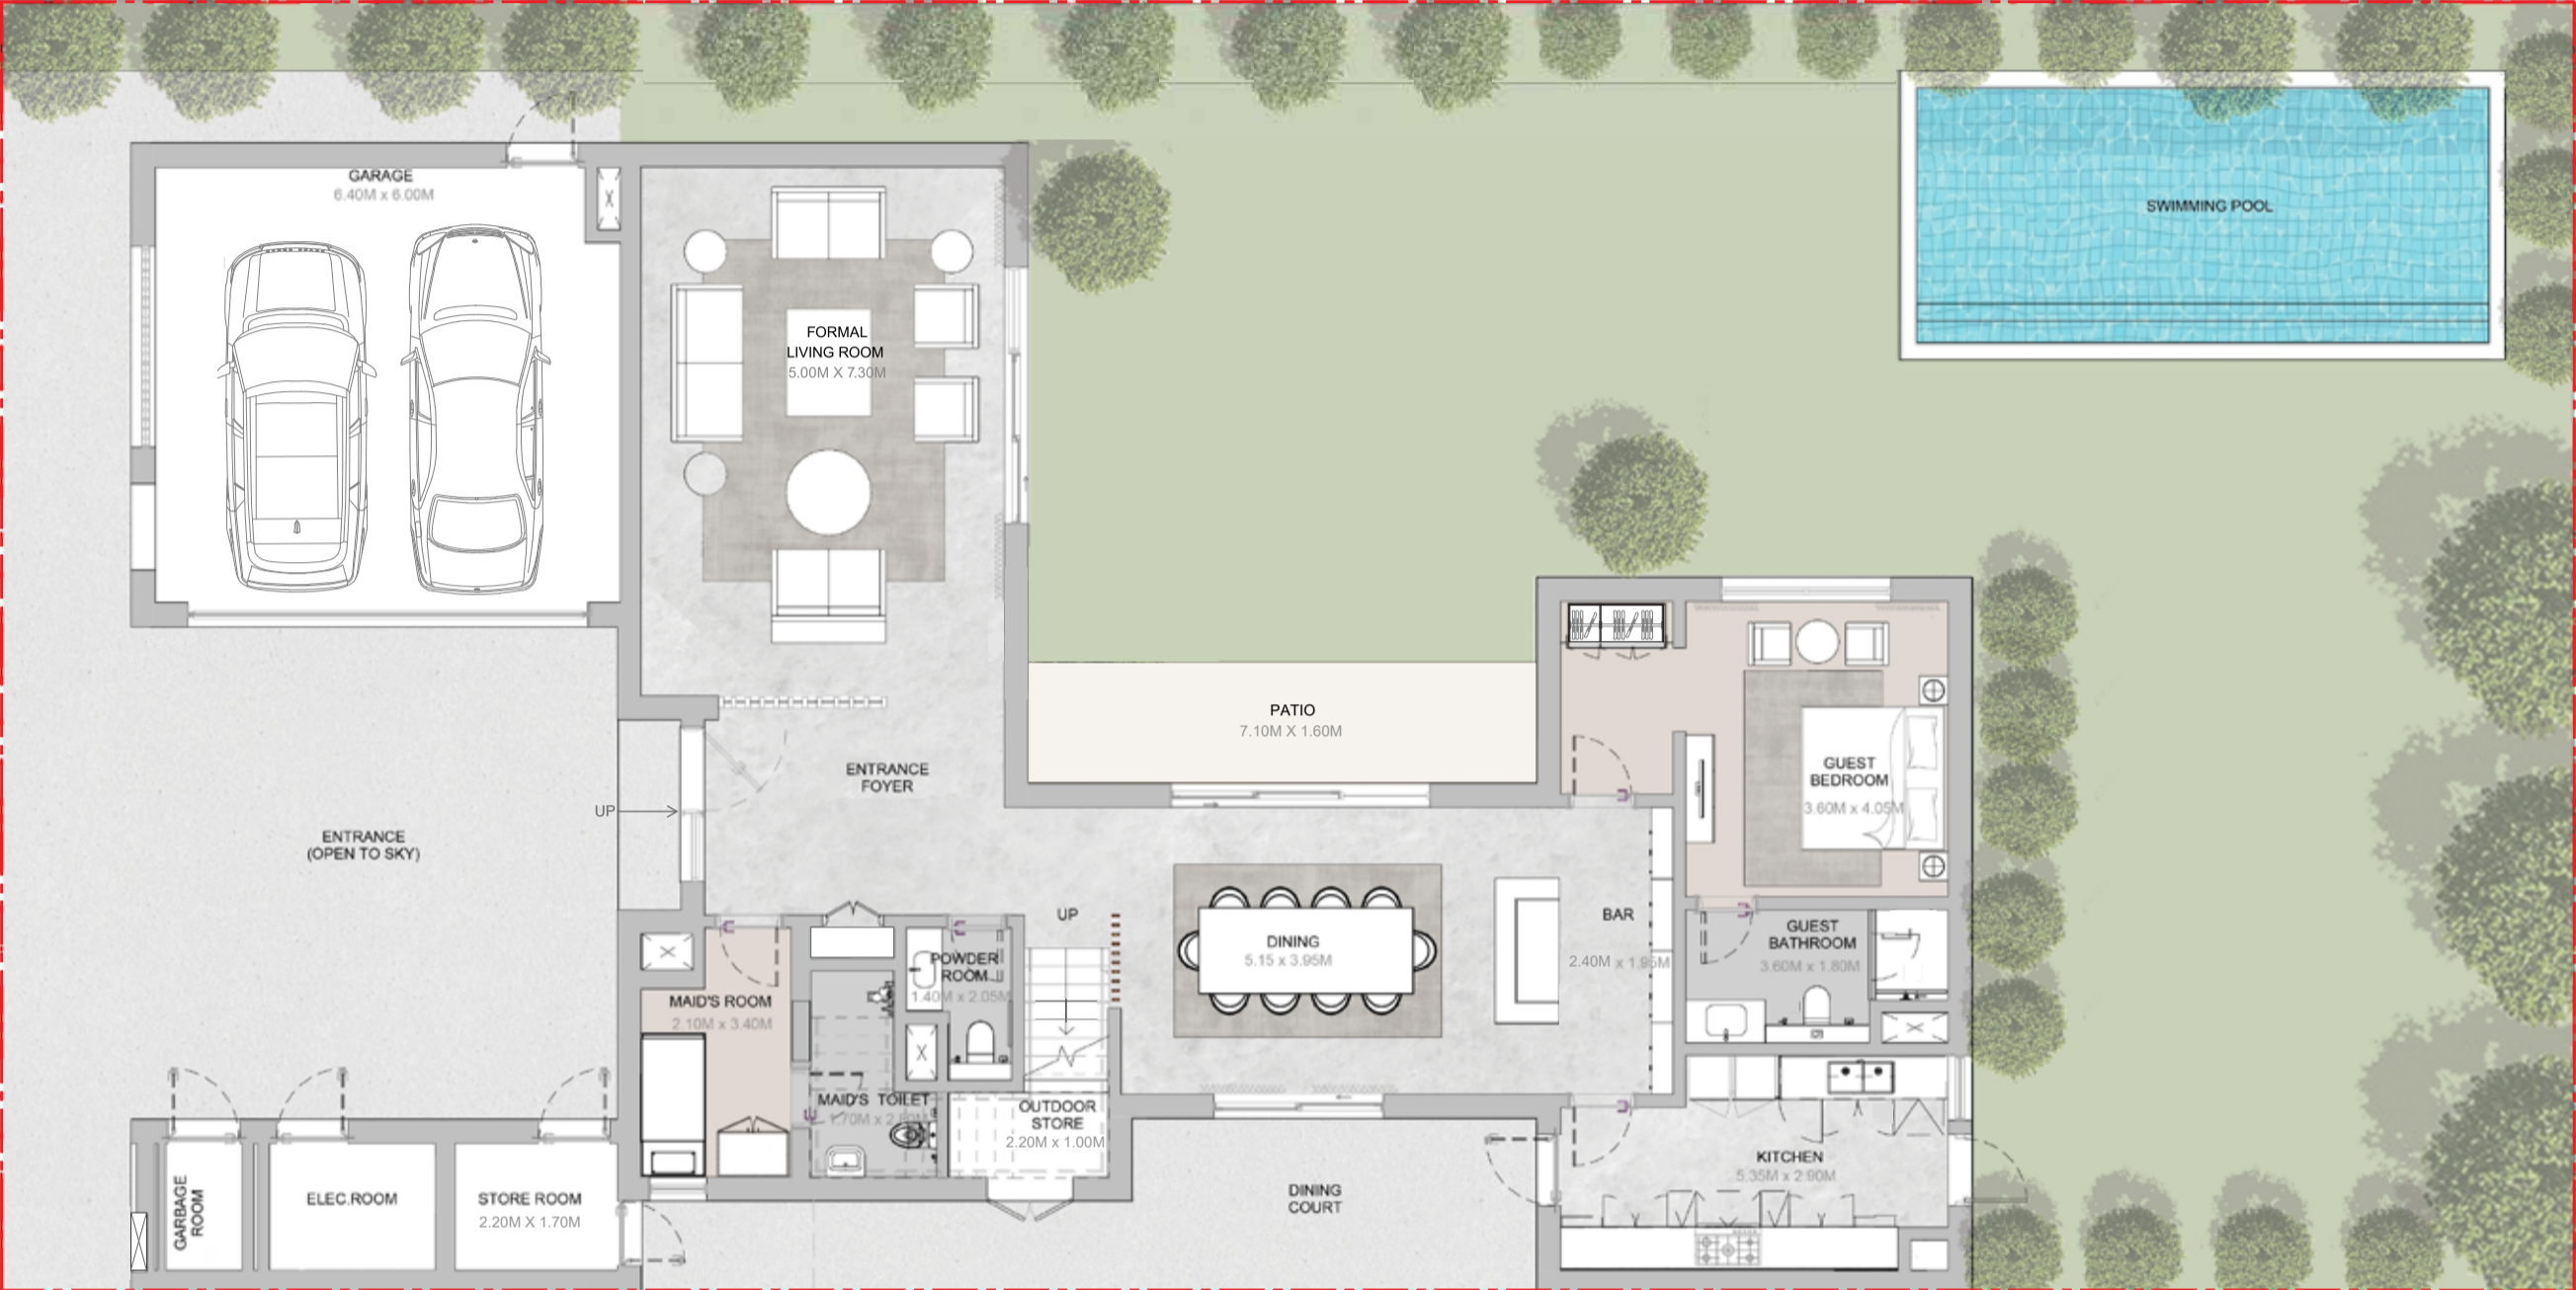 GARAGE
6.40M x 6.00M
SWIMMING POOL
FORMAL
LIVING ROOM
5.00M X 7.30M
PATIO
7.10M X 1.60M
ENTRANCE
FOYER
GUEST
BEDROOM
3.60M x 4.05M
UP
ENTRANCE
(OPEN TO SKY)
UP
BAR
2.40M x 1.95M
DINING
5.15 x 3.95M
GUEST
BATHROOM
3.60M x 1.80M
POWDER
ROOM
1.40M x 2.05M
MAID'S ROOM
2.10M x 3.40M
MAID'S TOILET
OUTDOOR
STORE
2.20M x 1.00M
KITCHEN
5.35M x 2.90M
DINING
COURT
GARBAGE
ROOM
ELEC.ROOM
STORE ROOM
2.20M X 1.70M